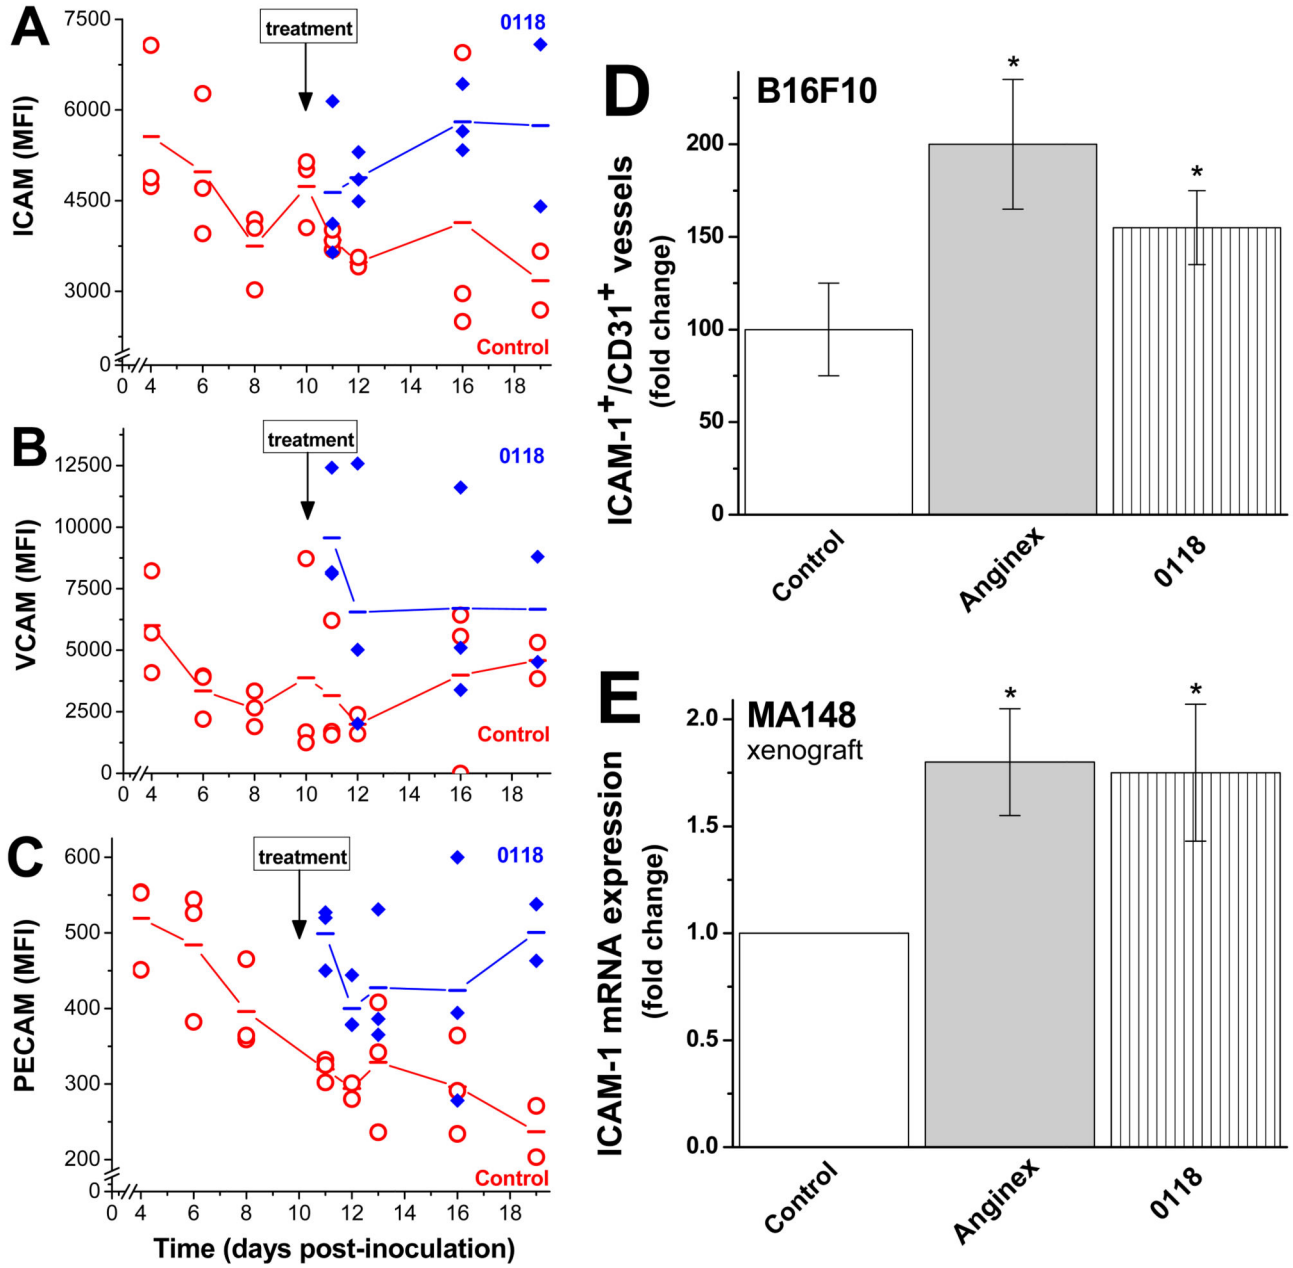 A
7500
6000
4500
3000
0
ICAM (MFI)
treatment
0118
Control
0 4 6 8 10 12 14 16 18
B
12500
10000
7500
5000
2500
0
VCAM (MFI)
treatment
0118
Control
0 4 6 8 10 12 14 16 18
C
600
500
400
300
200
0
PECAM (MFI)
treatment
0118
Control
0 4 6 8 10 12 14 16 18
Time (days post-inoculation)
D
B16F10
200
150
100
50
0
ICAM-1+/CD31+ vessels
(fold change)
* *
Control Anginex 0118
E
MA148
xenograft
2.0
1.5
1.0
0.5
0.0
ICAM-1 mRNA expression
(fold change)
* *
Control Anginex 0118